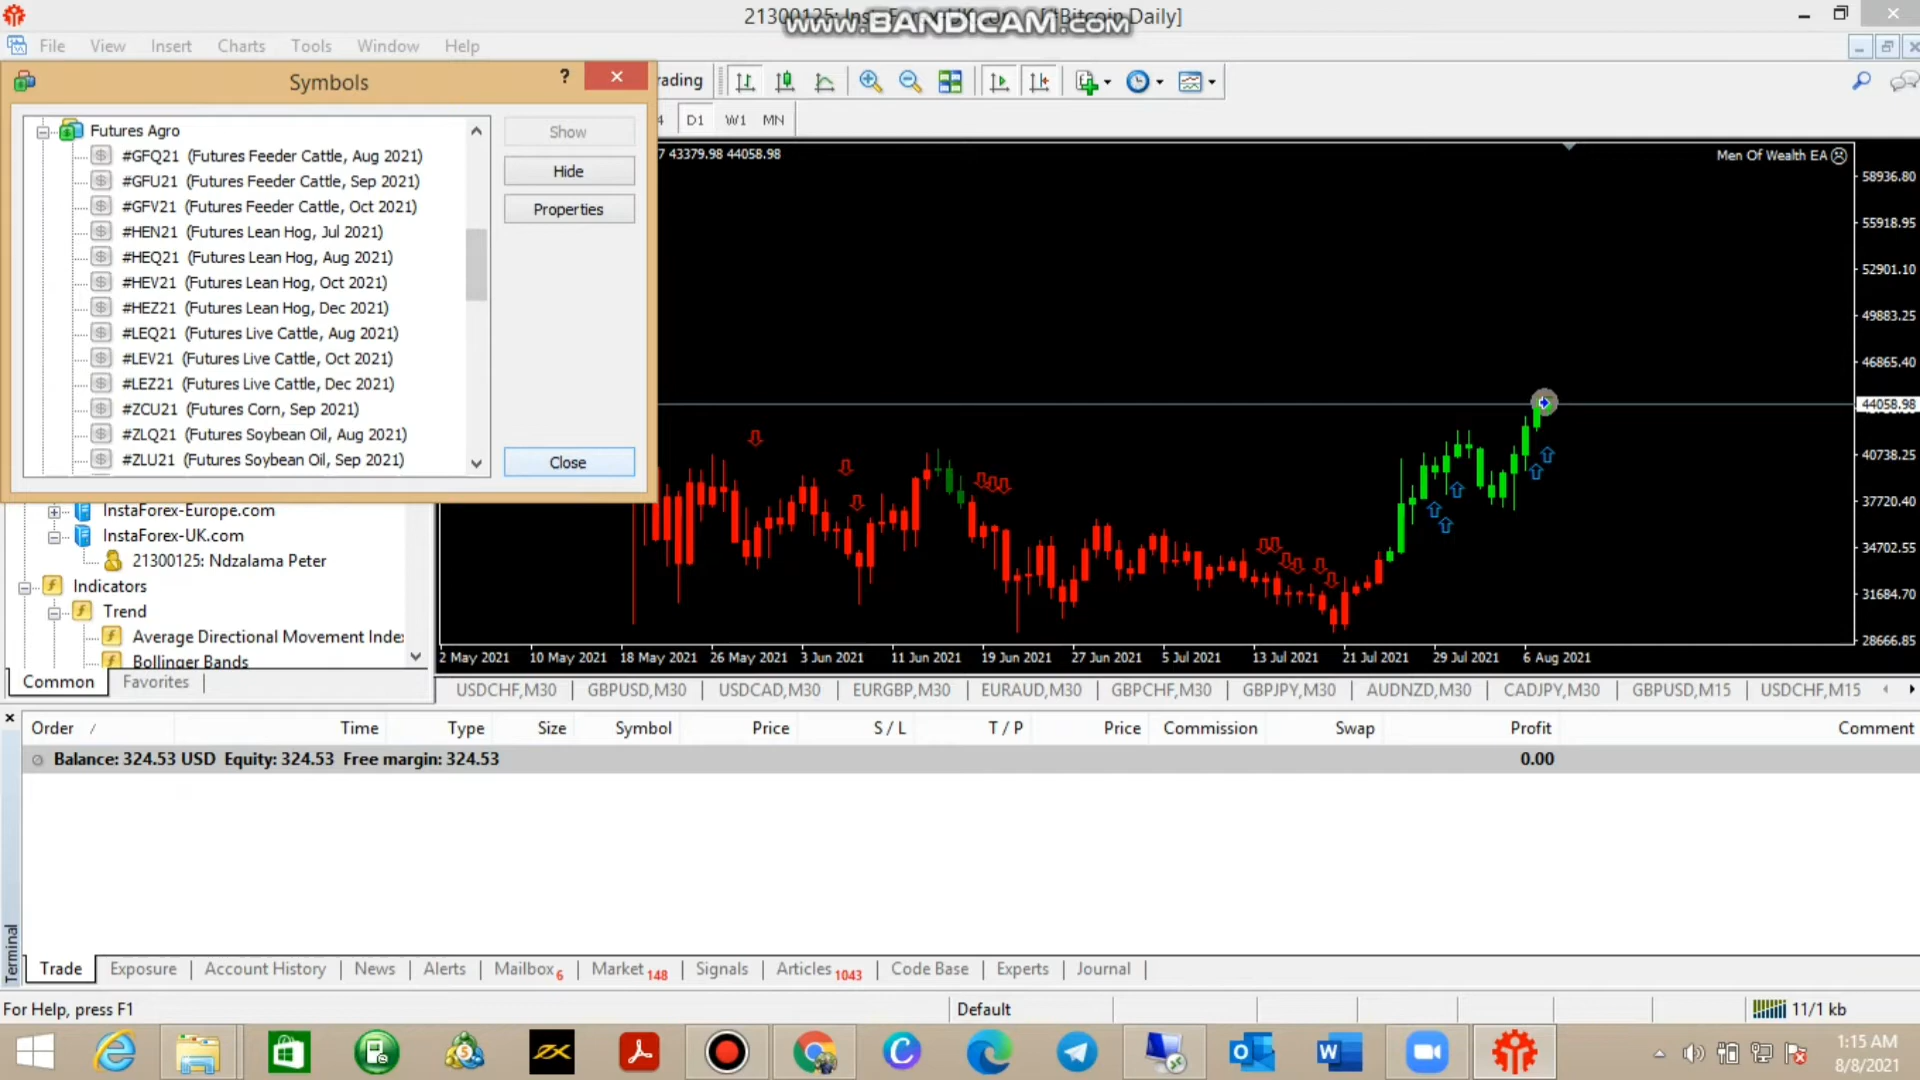 21300125: Inst
Bitcoin,Daily]
www.BANDICAM.com
File View Insert Charts Tools Window Help
Symbols
?
rading
Futures Agro
#GFQ21 (Futures Feeder Cattle, Aug 2021)
#GFU21 (Futures Feeder Cattle, Sep 2021)
#GFV21 (Futures Feeder Cattle, Oct 2021)
#HEN21 (Futures Lean Hog, Jul 2021)
#HEQ21 (Futures Lean Hog, Aug 2021)
#HEV21 (Futures Lean Hog, Oct 2021)
#HEZ21 (Futures Lean Hog, Dec 2021)
#LEQ21 (Futures Live Cattle, Aug 2021)
#LEV21 (Futures Live Cattle, Oct 2021)
#LEZ21 (Futures Live Cattle, Dec 2021)
#ZCU21 (Futures Corn, Sep 2021)
#ZLQ21 (Futures Soybean Oil, Aug 2021)
#ZLU21 (Futures Soybean Oil, Sep 2021)
Show
Hide
Properties
Close
4 D1 W1 MN
7 43379.98 44058.98
Men Of Wealth EA
58936.80
55918.95
52901.10
49883.25
46865.40
44058.98
40738.25
37720.40
34702.55
31684.70
28666.85
2 May 2021 10 May 2021 18 May 2021 26 May 2021 3 Jun 2021 11 Jun 2021 19 Jun 2021 27 Jun 2021 5 Jul 2021 13 Jul 2021 21 Jul 2021 29 Jul 2021 6 Aug 2021
InstaForex-Europe.com
InstaForex-UK.com
21300125: Ndzalama Peter
Indicators
Trend
Average Directional Movement Inde
Bollinger Bands
Common Favorites
USDCHF,M30 GBPUSD,M30 USDCAD,M30 EURGBP,M30 EURAUD,M30 GBPCHF,M30 GBPJPY,M30 AUDNZD,M30 CADJPY,M30 GBPUSD,M15 USDCHF,M15
Order / Time Type Size Symbol Price S / L T / P Price Commission Swap Profit Comment
Balance: 324.53 USD Equity: 324.53 Free margin: 324.53 0.00
Terminal
Trade Exposure Account History News Alerts Mailbox 6 Market 148 Signals Articles 1043 Code Base Experts Journal
For Help, press F1 Default 11/1 kb
1:15 AM
8/8/2021